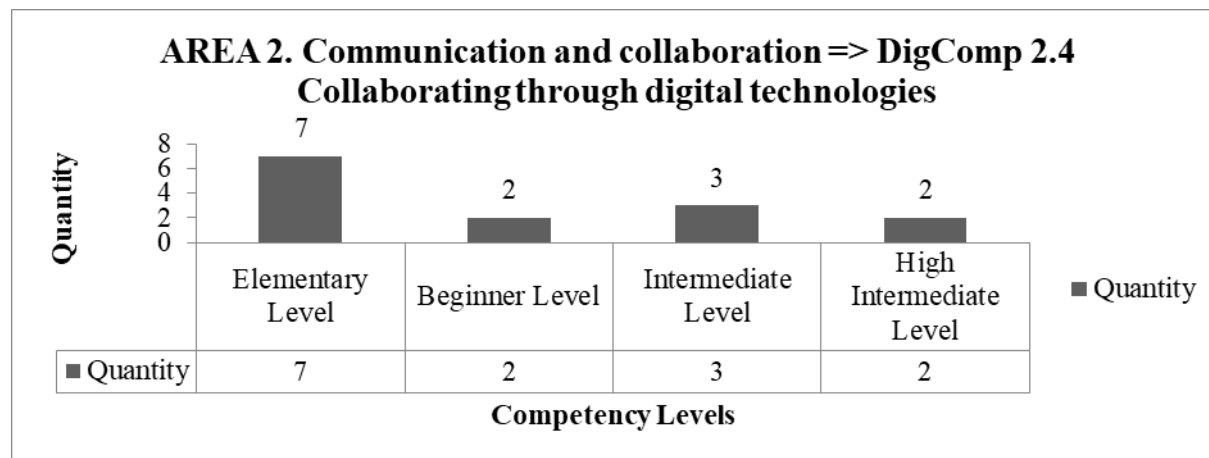 AREA 2. Communication and collaboration => DigComp 2.4
Collaborating through digital technologies
Quantity
8
6
4
2
0
7
2
3
2
Elementary Level
Beginner Level
Intermediate Level
High Intermediate Level
Quantity
Quantity 7 2 3 2
Competency Levels